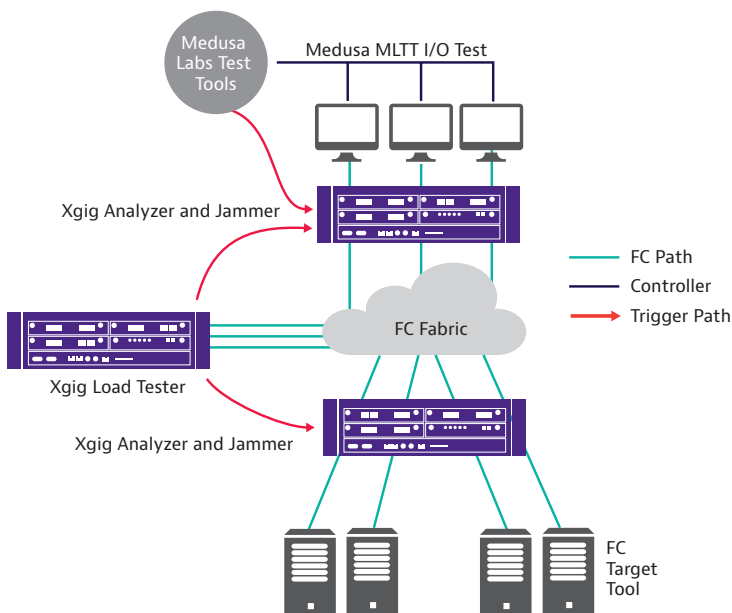 Medusa
Labs Test
Tools
Medusa MLTT I/O Test
Xgig Analyzer and Jammer
FC Path
Controller
Trigger Path
FC Fabric
Xgig Load Tester
Xgig Analyzer and Jammer
FC
Target
Tool